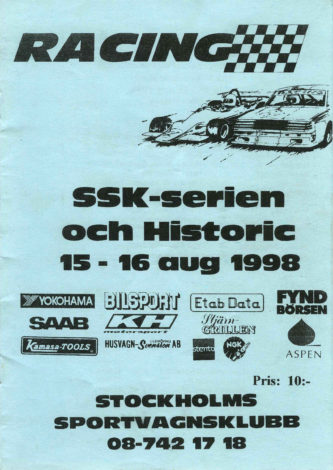 RACING
SSK-serien
och Historic
15 - 16 aug 1998
YOKOHAMA BILSPORT Etab Data FYND BÖRSEN
SAAB KH motorsport Stjärn GRILLEN
Kamasa-TOOLS HUSVAGN-Svensson AB stento NGK ASPEN
Pris: 10:-
STOCKHOLMS
SPORTVAGNSKLUBB
08-742 17 18